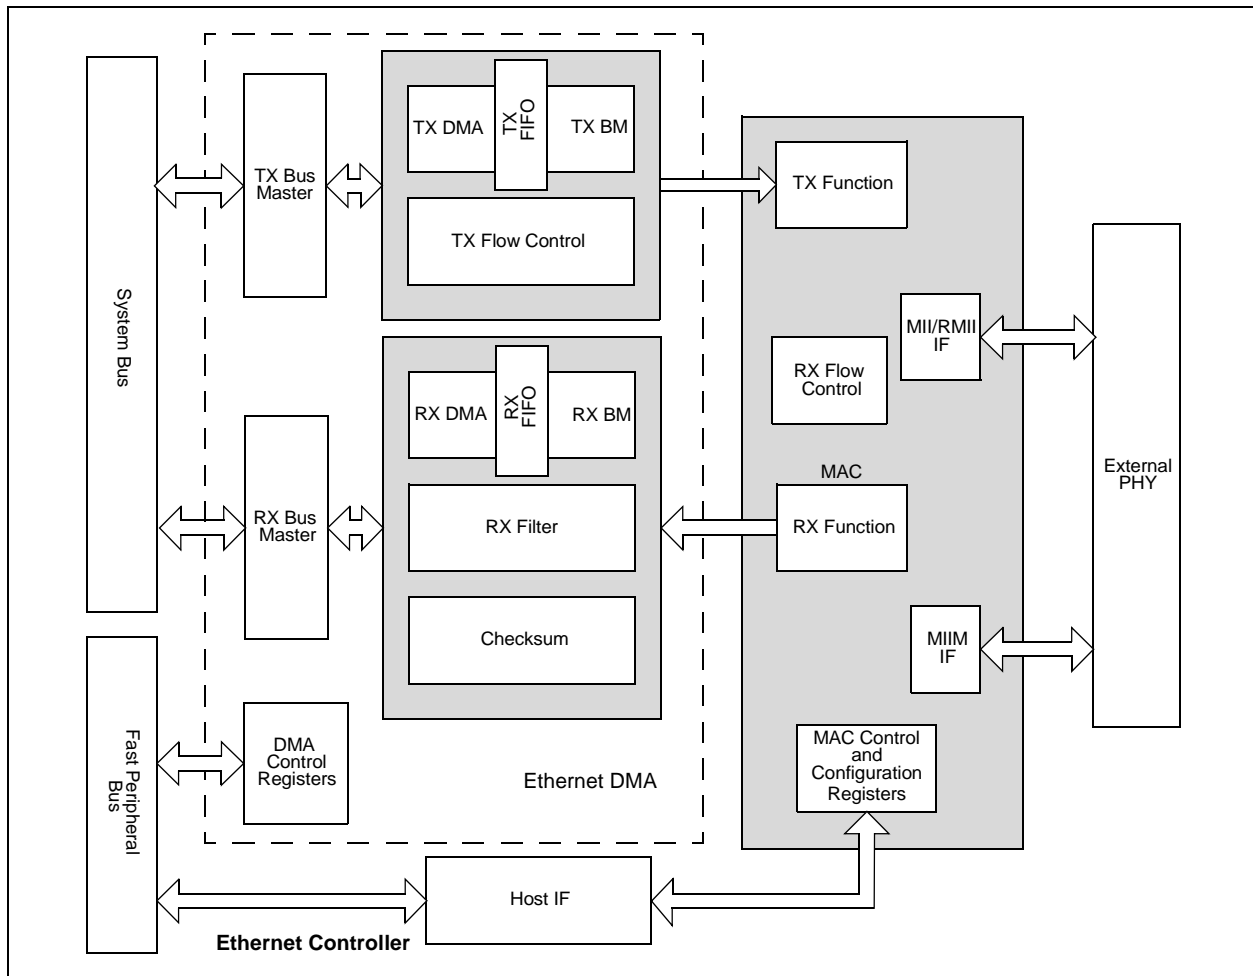 System Bus
TX Bus
Master
TX DMA
TX
FIFO
TX BM
TX Flow Control
TX Function
MII/RMII
IF
RX Flow
Control
RX Bus
Master
RX DMA
RX
FIFO
RX BM
RX Filter
Checksum
MAC
RX Function
MIIM
IF
External
PHY
Fast Peripheral
Bus
DMA
Control
Registers
Ethernet DMA
MAC Control
and
Configuration
Registers
Host IF
Ethernet Controller